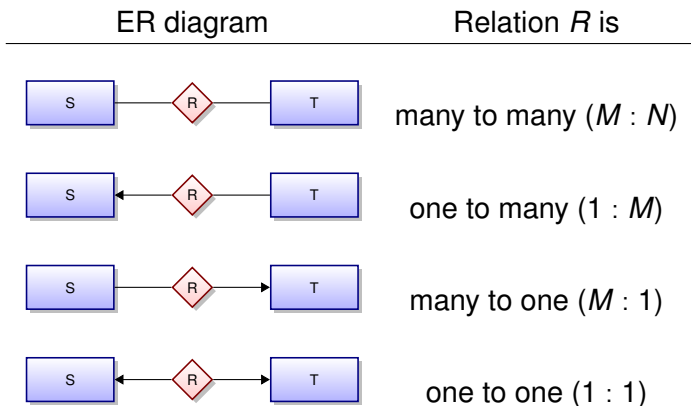 ER diagram Relation R is
S R T many to many (M : N)
S R T one to many (1 : M)
S R T many to one (M : 1)
S R T one to one (1 : 1)